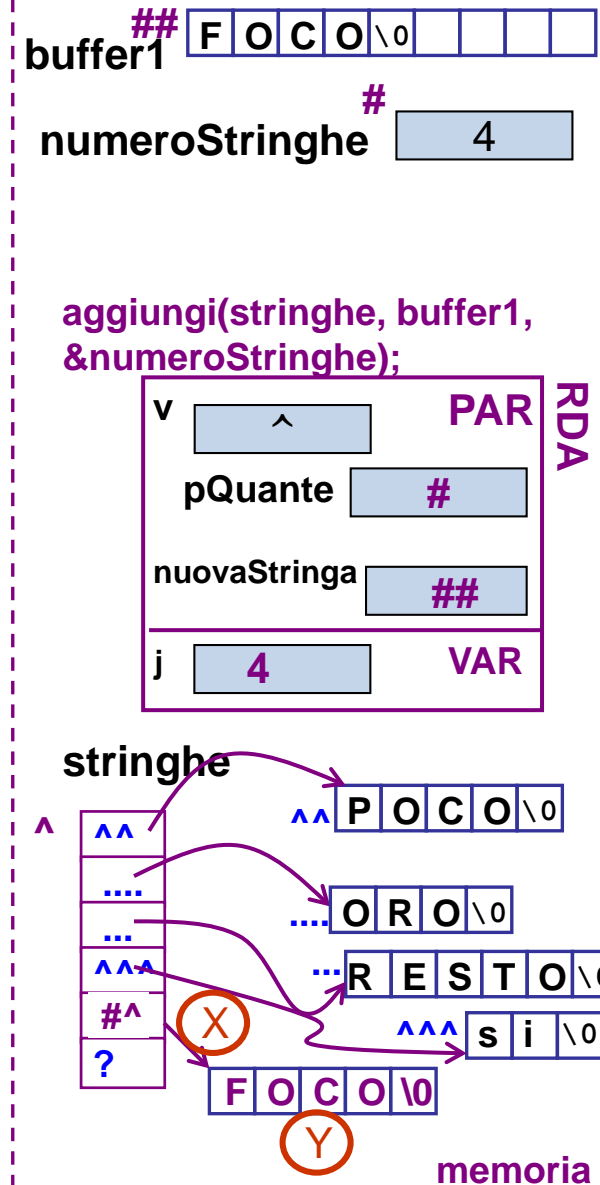 ##
buffer1 F O C O \0
#
numeroStringhe 4
aggiungi(stringhe, buffer1,
&numeroStringhe);
v ^ PAR
RDA
pQuante #
nuovaStringa ##
j 4 VAR
stringhe
^ ^^ ^^ P O C O \0
.... .... O R O \0
... ... R E S T O \0
^^^ ^^^ s i \0
#^ X
? F O C O \0
Y
memoria